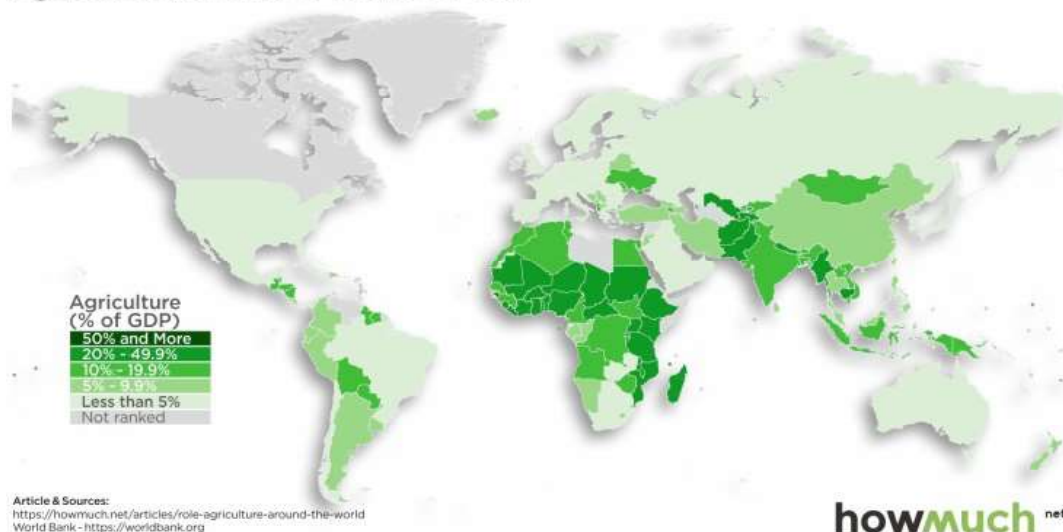 Agriculture
(% of GDP)
50% and More
20% - 49.9%
10% - 19.9%
5% - 9.9%
Less than 5%
Not ranked
Article & Sources:
https://howmuch.net/articles/role-agriculture-around-the-world
World Bank - https://worldbank.org
howmuch net